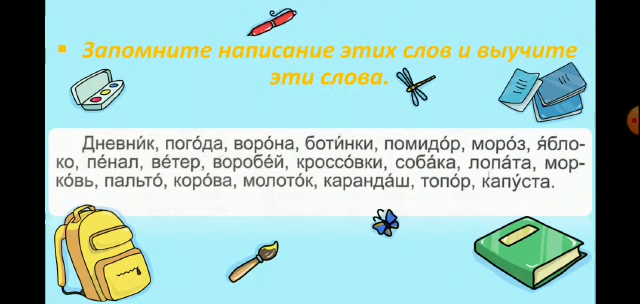 ▪ Запомните написание этих слов и выучите
эти слова.
Дневни́к, пого́да, воро́на, боти́нки, помидо́р, моро́з, я́бло-
ко, пе́нал, ве́тер, воробе́й, кроссо́вки, соба́ка, лопа́та, мор-
ко́вь, пальто́, коро́ва, молото́к, каранда́ш, топо́р, капу́ста.